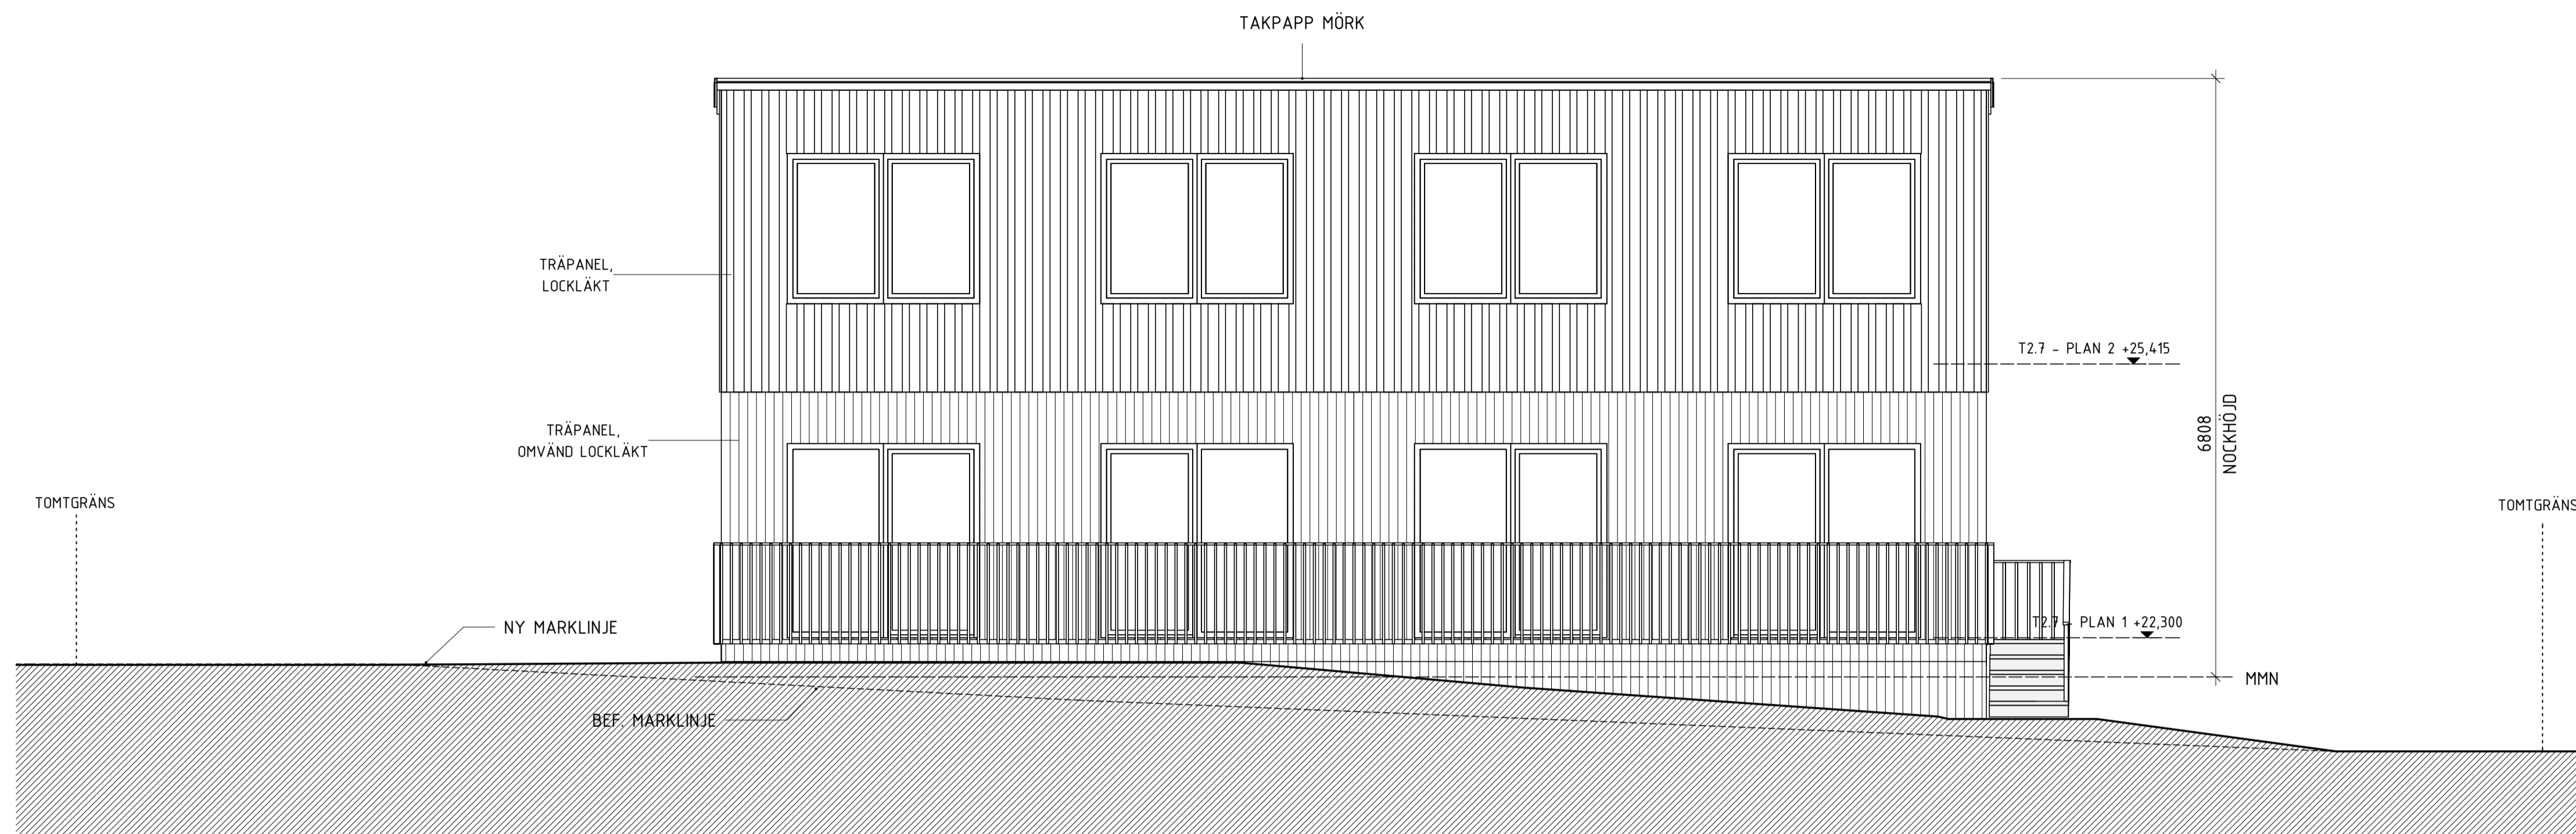 TAKPAPP MÖRK
TRÄPANEL,
LOCKLÄKT
T2.7 - PLAN 2 +25,415
TRÄPANEL,
OMVÄND LOCKLÄKT
6808
NOCKHÖJD
TOMTGRÄNS
TOMTGRÄNS
NY MARKLINJE
T2.7 - PLAN 1 +22,300
MMN
BEF. MARKLINJE